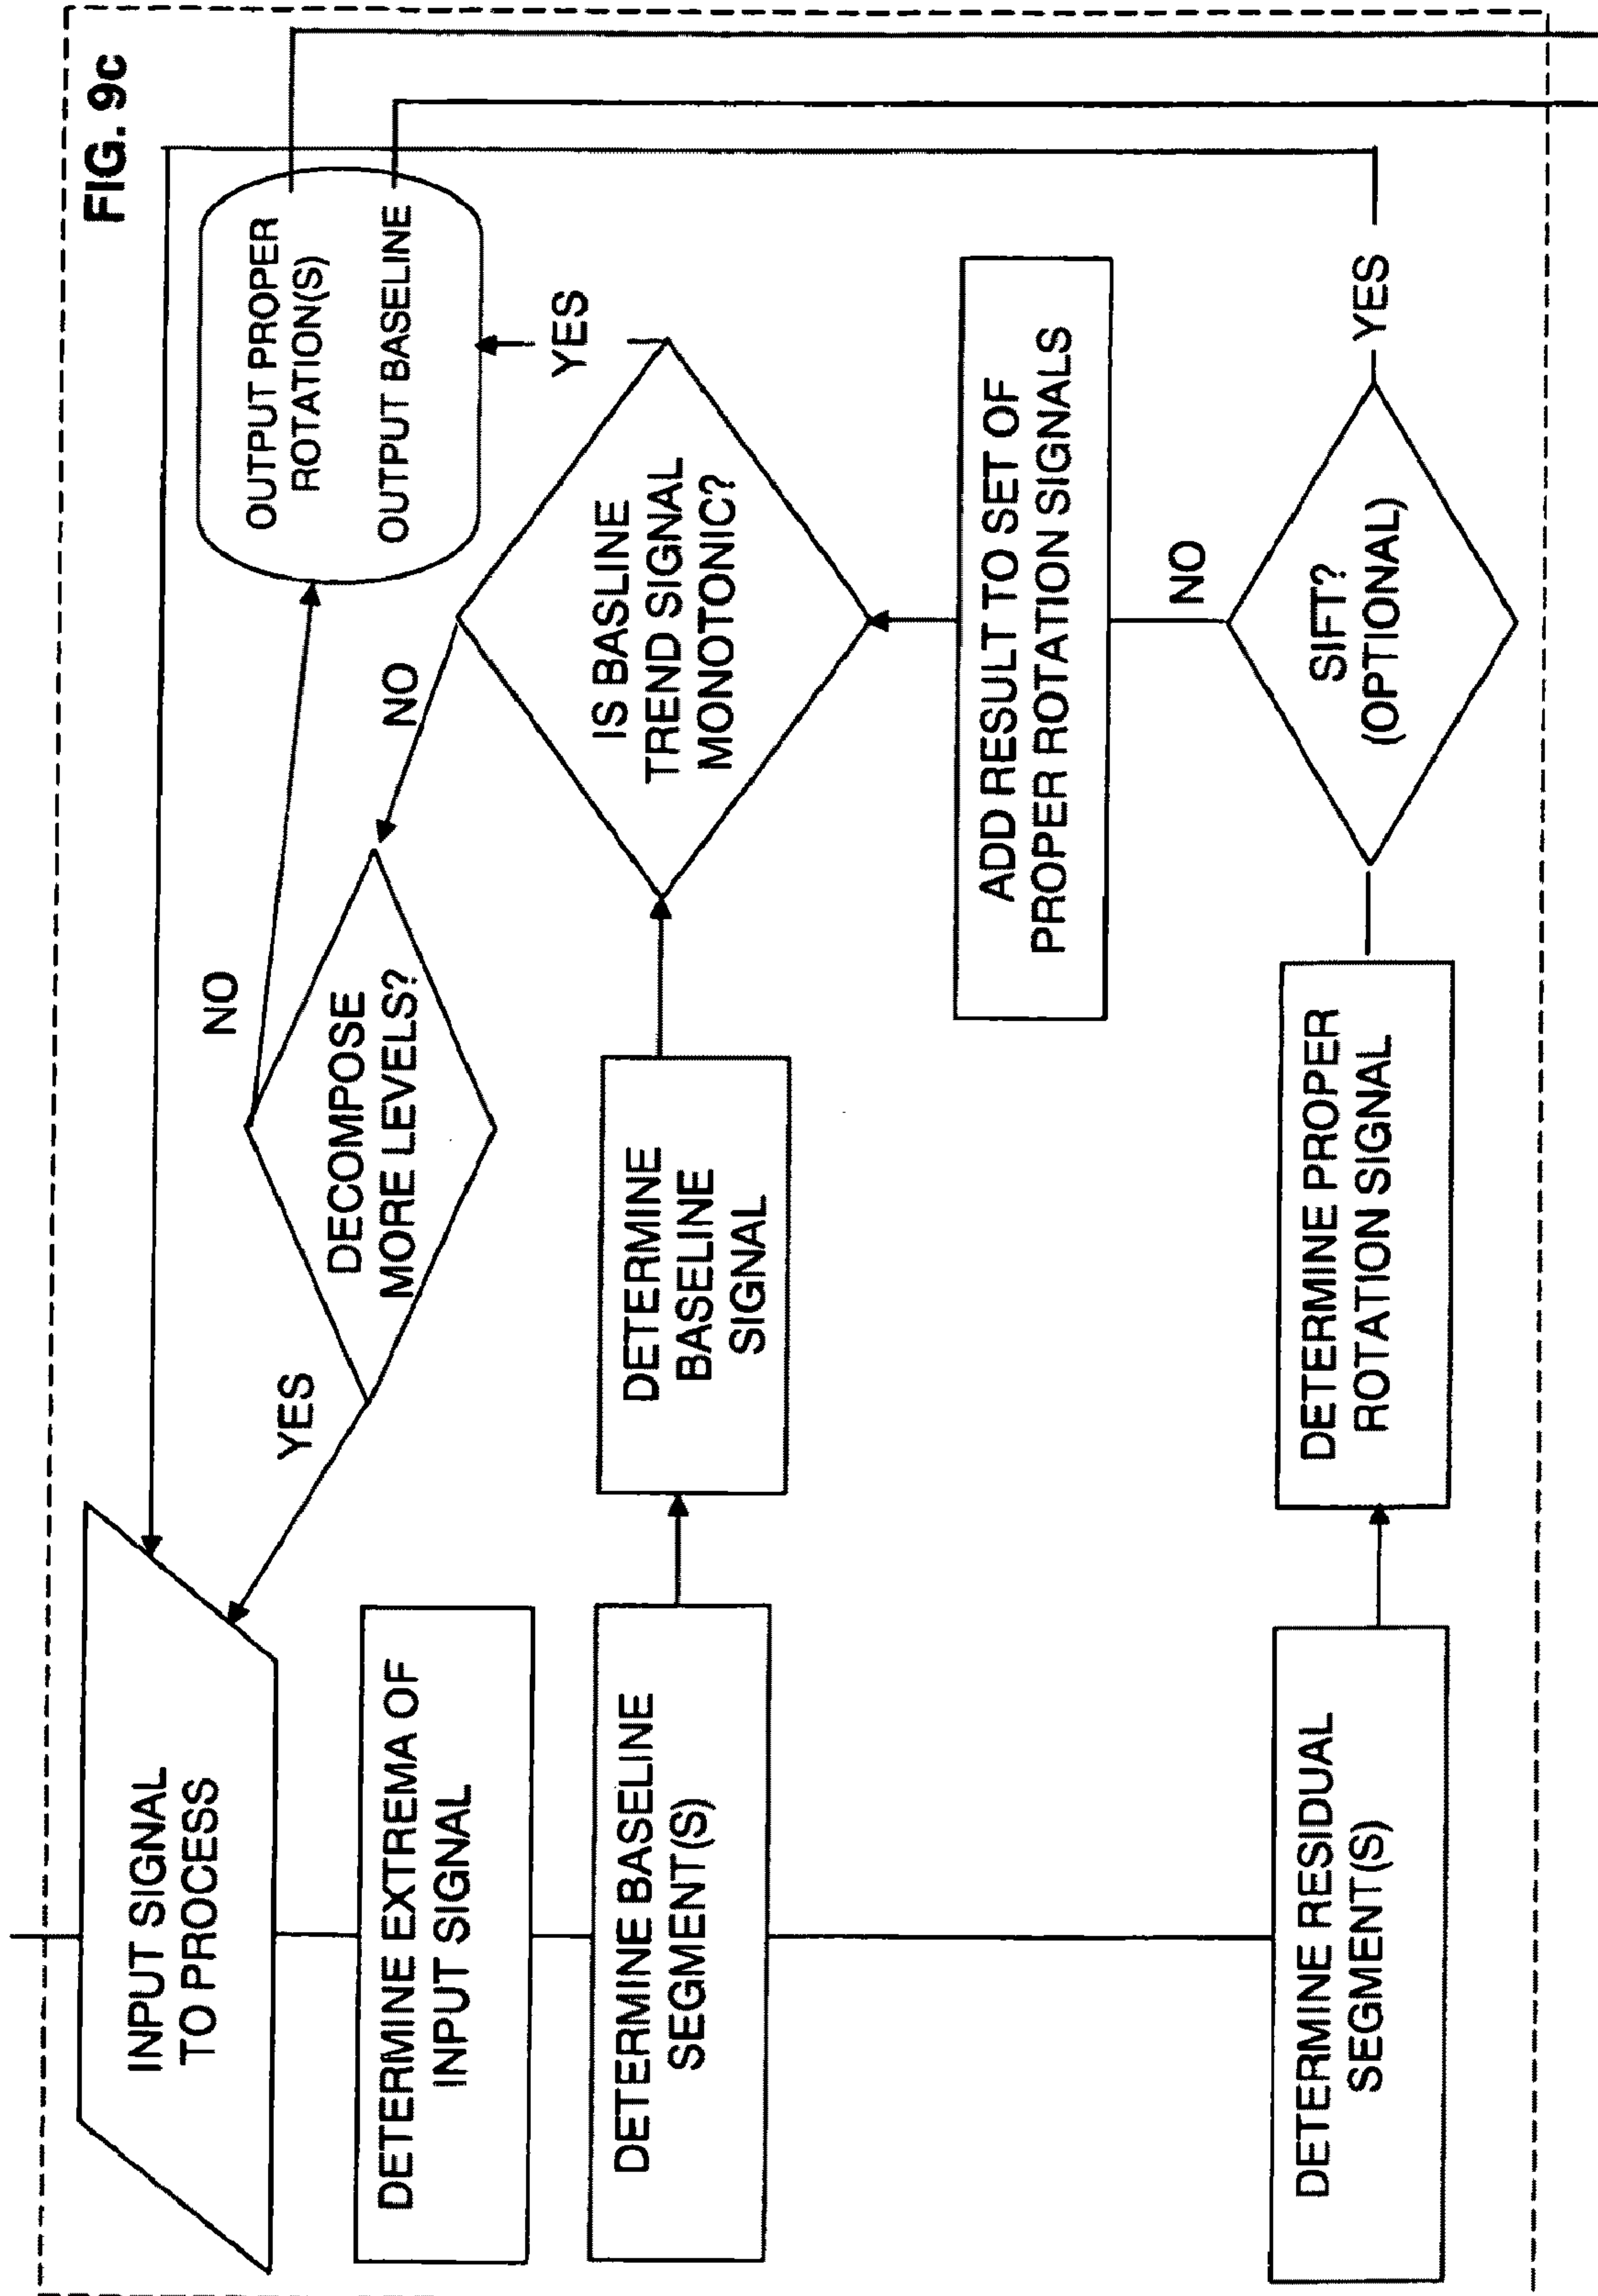 FIG. 9c
INPUT SIGNAL
TO PROCESS
YES
DECOMPOSE
MORE LEVELS?
NO
NO
OUTPUT PROPER
ROTATION(S)
OUTPUT BASELINE
DETERMINE EXTREMA OF
INPUT SIGNAL
DETERMINE BASELINE
SEGMENT(S)
DETERMINE
BASELINE
SIGNAL
IS BASLINE
TREND SIGNAL
MONOTONIC?
YES
ADD RESULT TO SET OF
PROPER ROTATION SIGNALS
NO
DETERMINE RESIDUAL
SEGMENT(S)
DETERMINE PROPER
ROTATION SIGNAL
SIFT?
(OPTIONAL)
YES